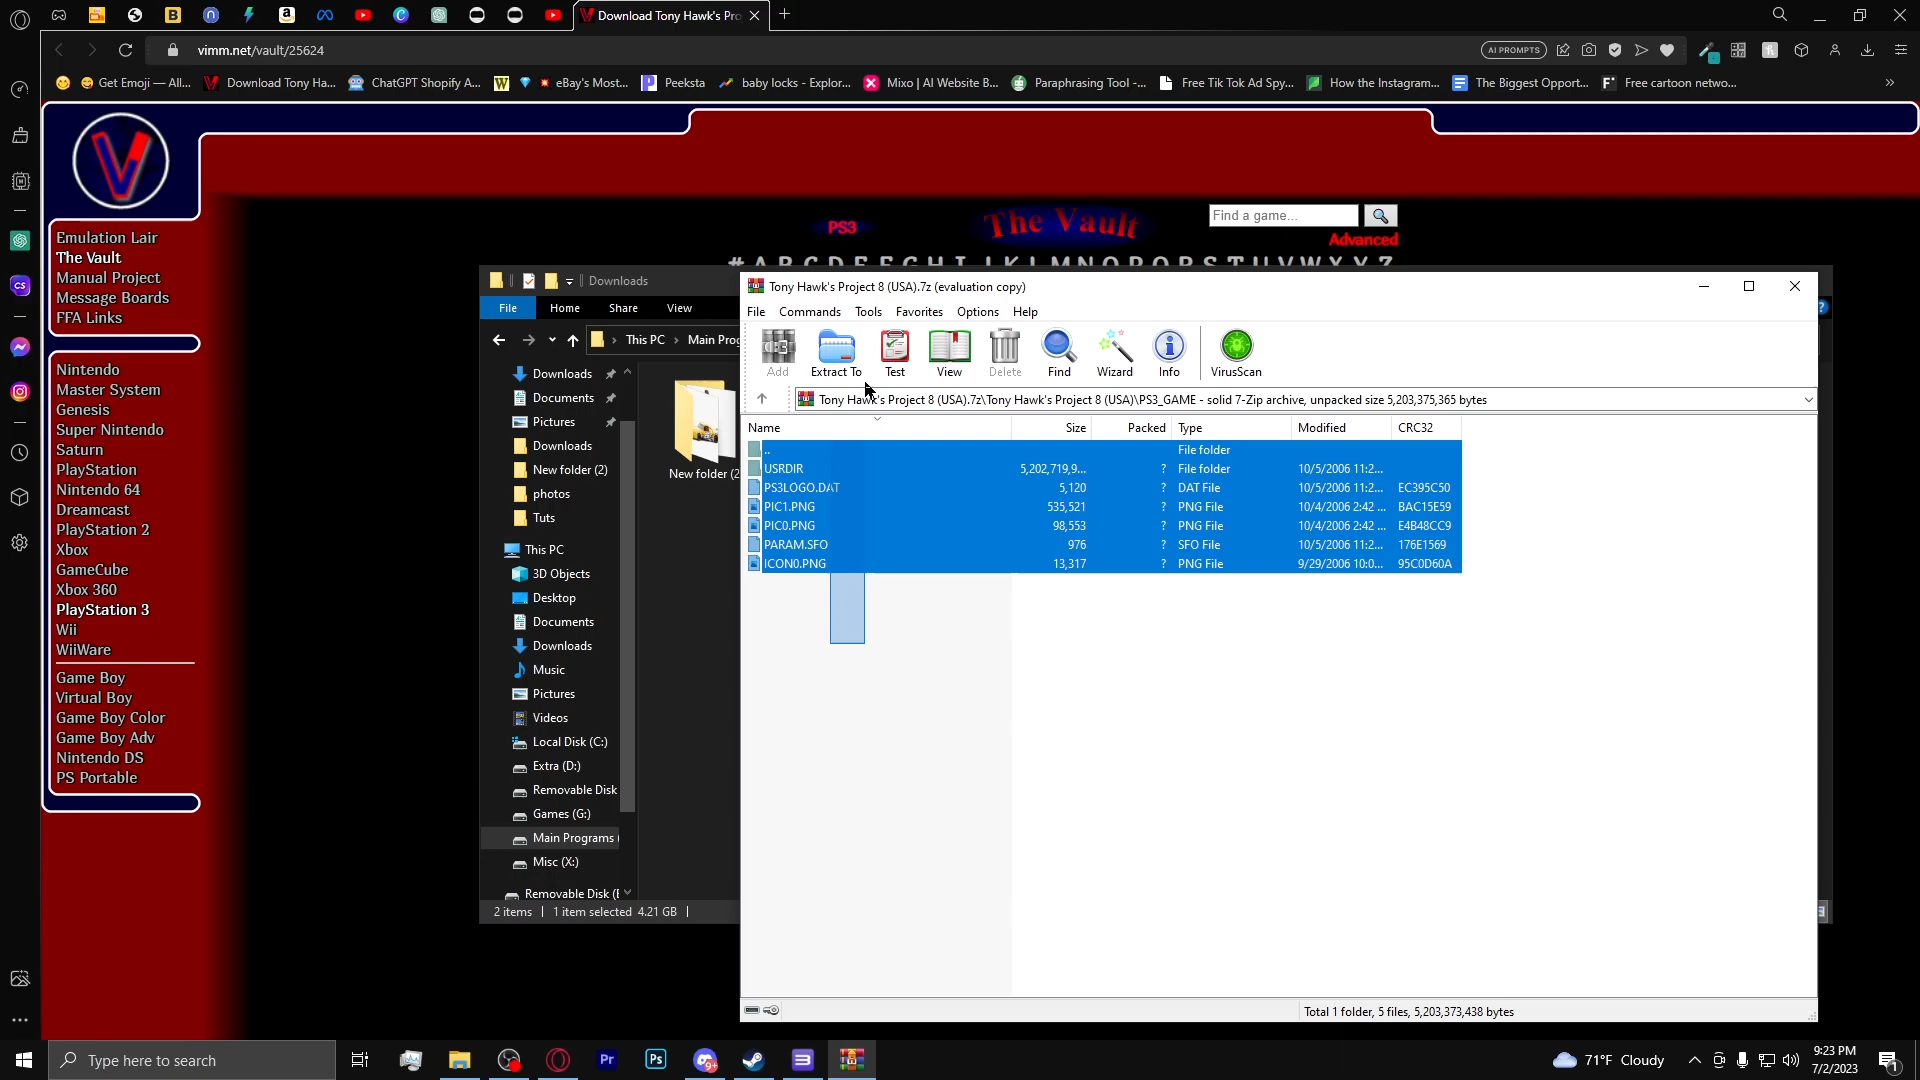 Download Tony Hawk's Pro
vimm.net/vault/25624
AI PROMPTS
Get Emoji — All...
Download Tony Ha...
ChatGPT Shopify A...
eBay's Most...
Peeksta
baby locks - Explor...
Mixo | AI Website B...
Paraphrasing Tool -...
Free Tik Tok Ad Spy...
How the Instagram...
The Biggest Opport...
Free cartoon netwo...
PS3
The Vault
Find a game...
Advanced
# A B C D E F G H I J K L M N O P Q R S T U V W X Y Z
Emulation Lair
The Vault
Manual Project
Message Boards
FFA Links
Nintendo
Master System
Genesis
Super Nintendo
Saturn
PlayStation
Nintendo 64
Dreamcast
PlayStation 2
Xbox
GameCube
Xbox 360
PlayStation 3
Wii
WiiWare
Game Boy
Virtual Boy
Game Boy Color
Game Boy Adv
Nintendo DS
PS Portable
Downloads
File Home Share View
This PC > Main Prog
Downloads
Documents
Pictures
Downloads
New folder (2)
photos
Tuts
This PC
3D Objects
Desktop
Documents
Downloads
Music
Pictures
Videos
Local Disk (C:)
Extra (D:)
Removable Disk
Games (G:)
Main Programs (
Misc (X:)
Removable Disk (E
New folder (2
2 items 1 item selected 4.21 GB
Tony Hawk's Project 8 (USA).7z (evaluation copy)
File Commands Tools Favorites Options Help
Add Extract To Test View Delete Find Wizard Info VirusScan
Tony Hawk's Project 8 (USA).7z\Tony Hawk's Project 8 (USA)\PS3_GAME - solid 7-Zip archive, unpacked size 5,203,375,365 bytes
Name Size Packed Type Modified CRC32
.. File folder
USRDIR 5,202,719,9... ? File folder 10/5/2006 11:2...
PS3LOGO.DAT 5,120 ? DAT File 10/5/2006 11:2... EC395C50
PIC1.PNG 535,521 ? PNG File 10/4/2006 2:42 ... BAC15E59
PIC0.PNG 98,553 ? PNG File 10/4/2006 2:42 ... E4B48CC9
PARAM.SFO 976 ? SFO File 10/5/2006 11:2... 176E1569
ICON0.PNG 13,317 ? PNG File 9/29/2006 10:0... 95C0D60A
Total 1 folder, 5 files, 5,203,373,438 bytes
Type here to search
Pr
Ps
71°F Cloudy
9:23 PM
7/2/2023